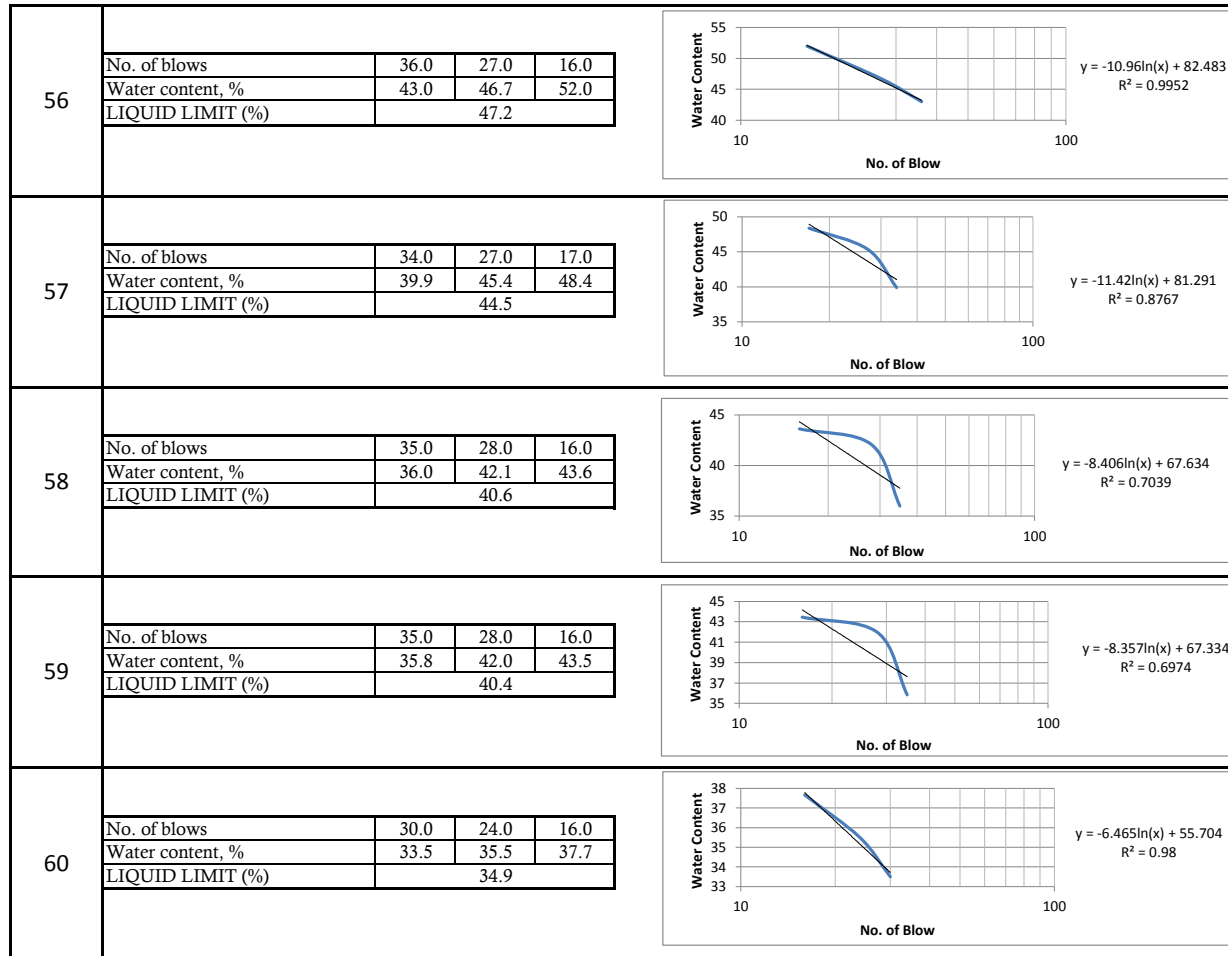 56
No. of blows 36.0 27.0 16.0
Water content, % 43.0 46.7 52.0
LIQUID LIMIT (%) 47.2
55
50
45
40
10 100
Water Content
No. of Blow
y = -10.96ln(x) + 82.483
R² = 0.9952
57
No. of blows 34.0 27.0 17.0
Water content, % 39.9 45.4 48.4
LIQUID LIMIT (%) 44.5
50
45
40
35
10 100
Water Content
No. of Blow
y = -11.42ln(x) + 81.291
R² = 0.8767
58
No. of blows 35.0 28.0 16.0
Water content, % 36.0 42.1 43.6
LIQUID LIMIT (%) 40.6
45
40
35
10 100
Water Content
No. of Blow
y = -8.406ln(x) + 67.634
R² = 0.7039
59
No. of blows 35.0 28.0 16.0
Water content, % 35.8 42.0 43.5
LIQUID LIMIT (%) 40.4
45
43
41
39
37
35
10 100
Water Content
No. of Blow
y = -8.357ln(x) + 67.334
R² = 0.6974
60
No. of blows 30.0 24.0 16.0
Water content, % 33.5 35.5 37.7
LIQUID LIMIT (%) 34.9
38
37
36
35
34
33
10 100
Water Content
No. of Blow
y = -6.465ln(x) + 55.704
R² = 0.98